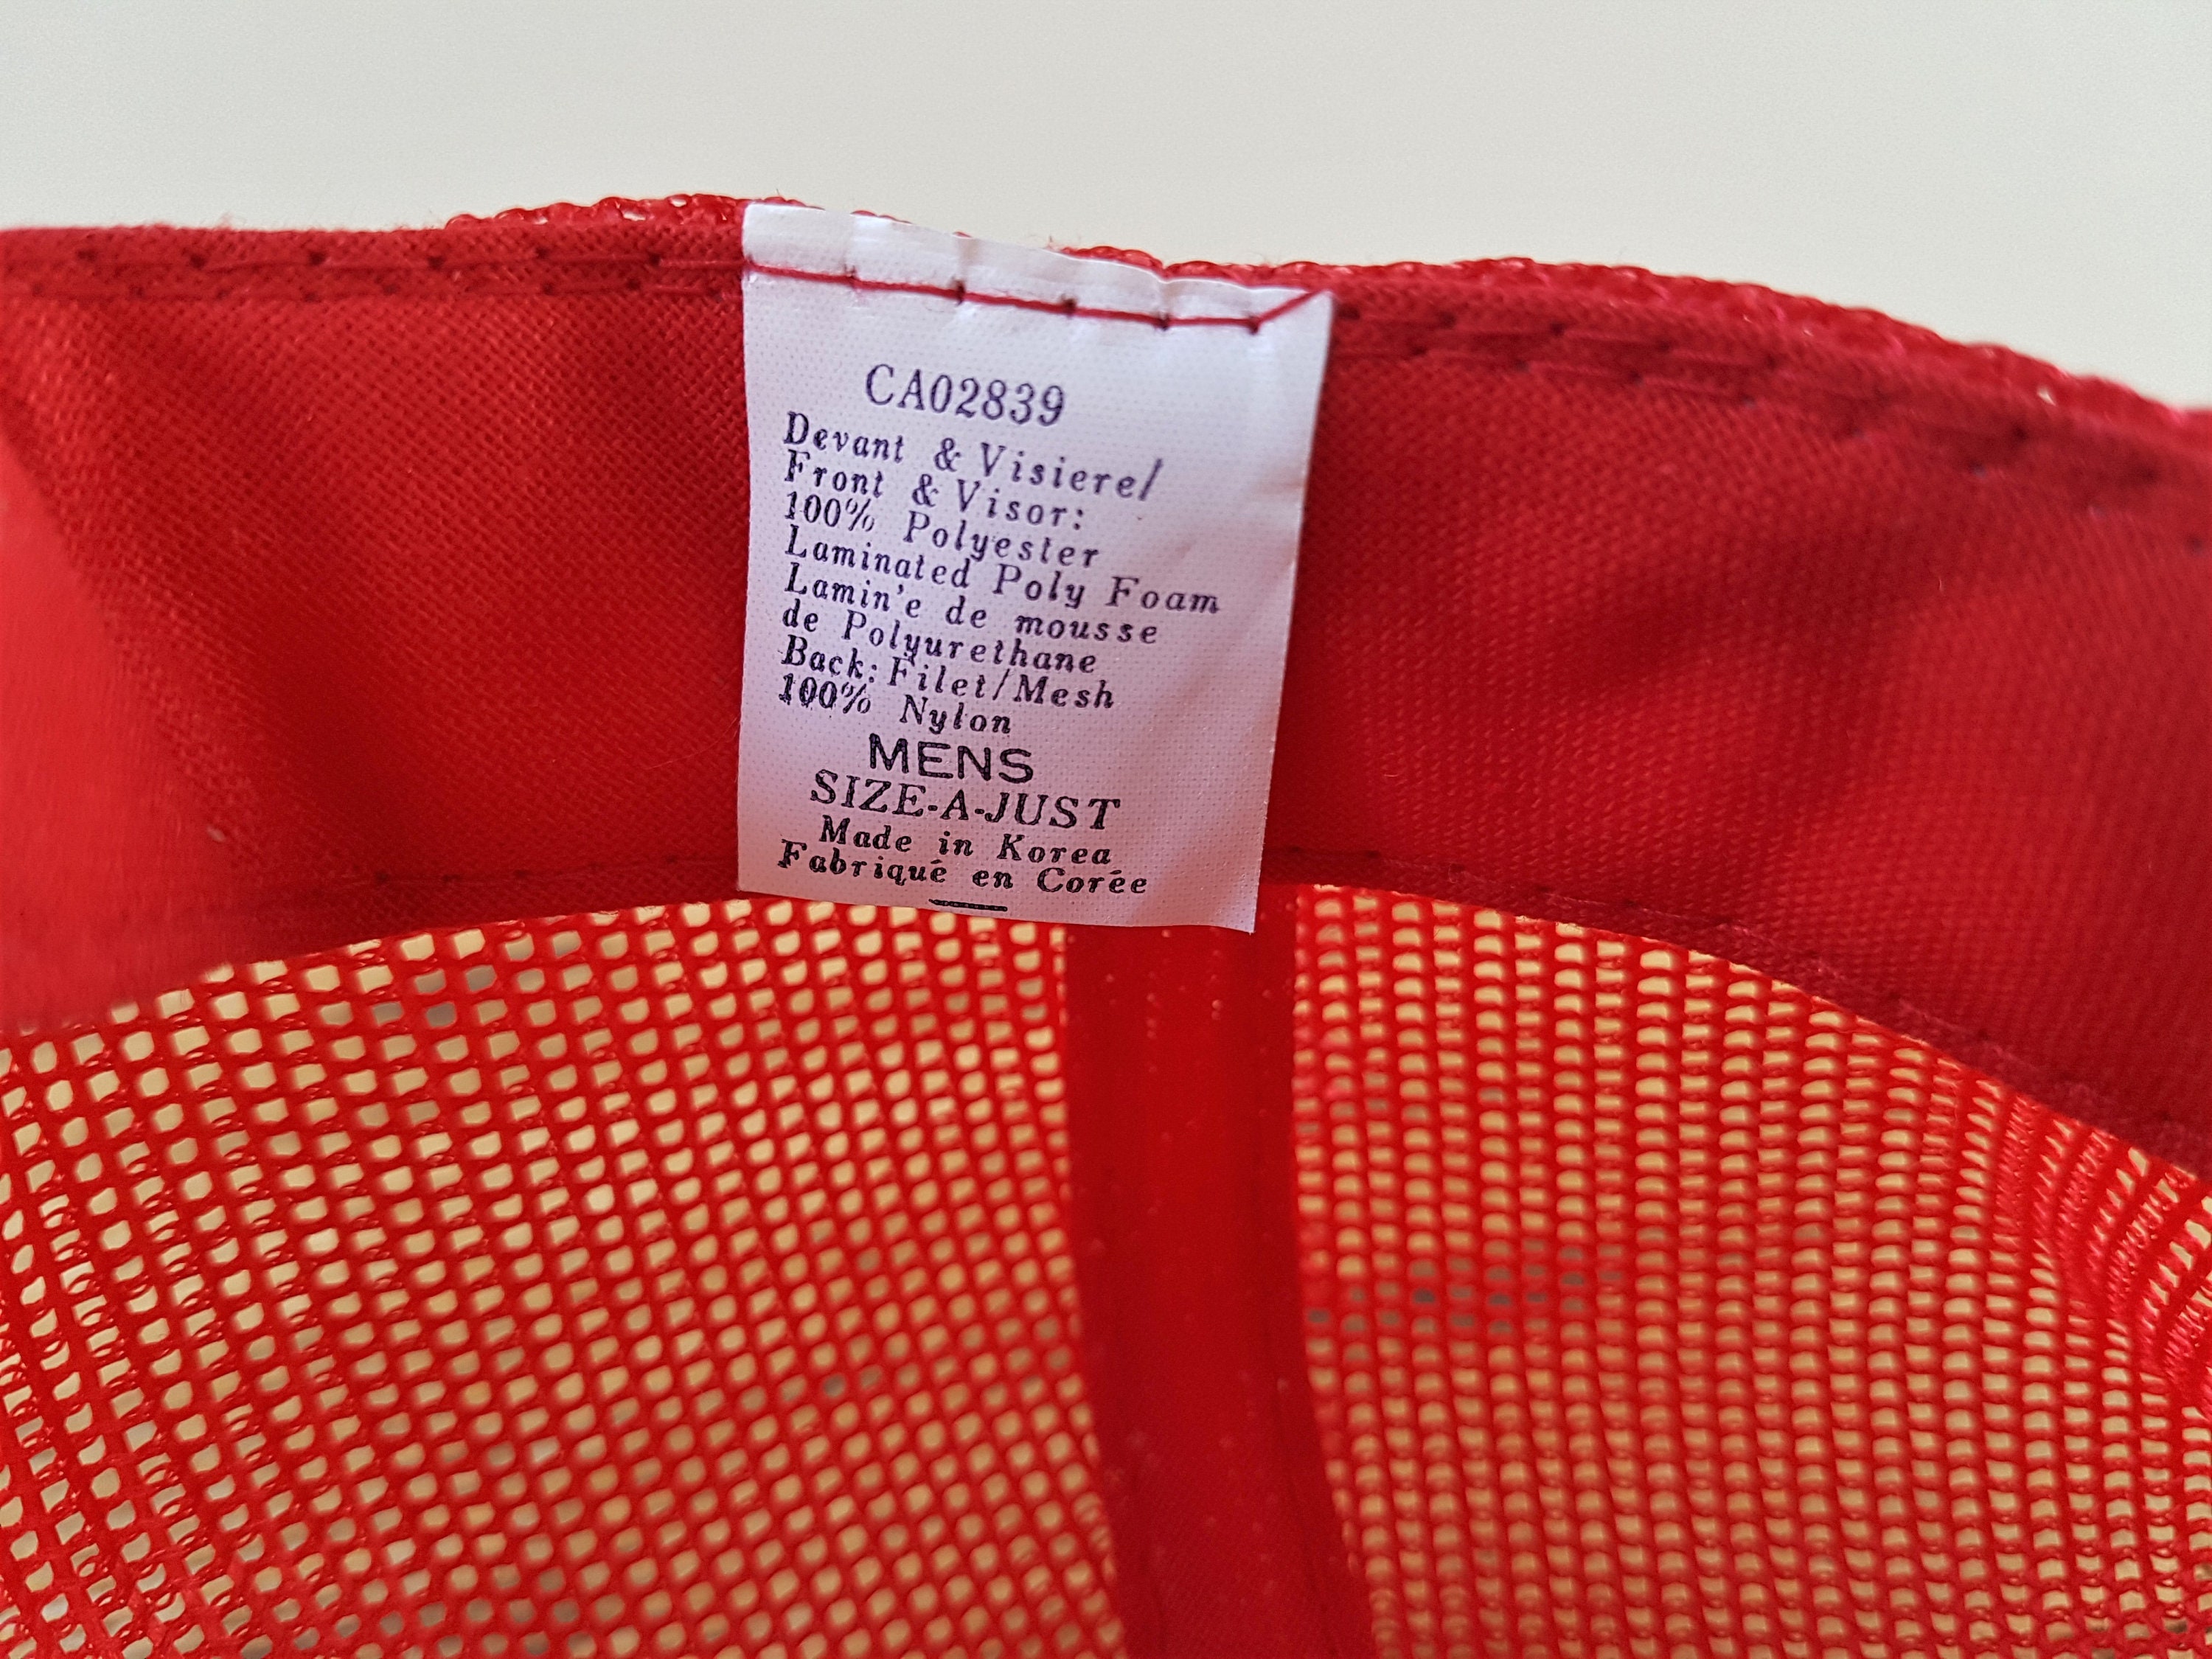 CA02839
Devant & Visiere/
Front & Visor:
100% Polyester
Laminated Poly Foam
Lamin'e de mousse
de Polyurethane
Back: Filet/Mesh
100% Nylon
MENS
SIZE-A-JUST
Made in Korea
Fabriqué en Corée